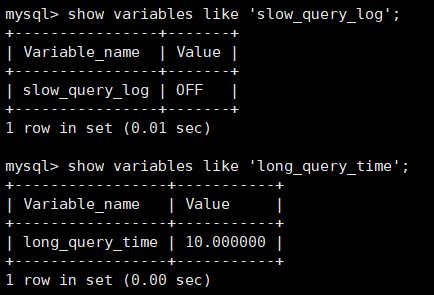 mysql> show variables like 'slow_query_log';
+----------------+-------+
| Variable_name  | Value |
+----------------+-------+
| slow_query_log | OFF   |
+----------------+-------+
1 row in set (0.01 sec)

mysql> show variables like 'long_query_time';
+-----------------+-----------+
| Variable_name   | Value     |
+-----------------+-----------+
| long_query_time | 10.000000 |
+-----------------+-----------+
1 row in set (0.00 sec)